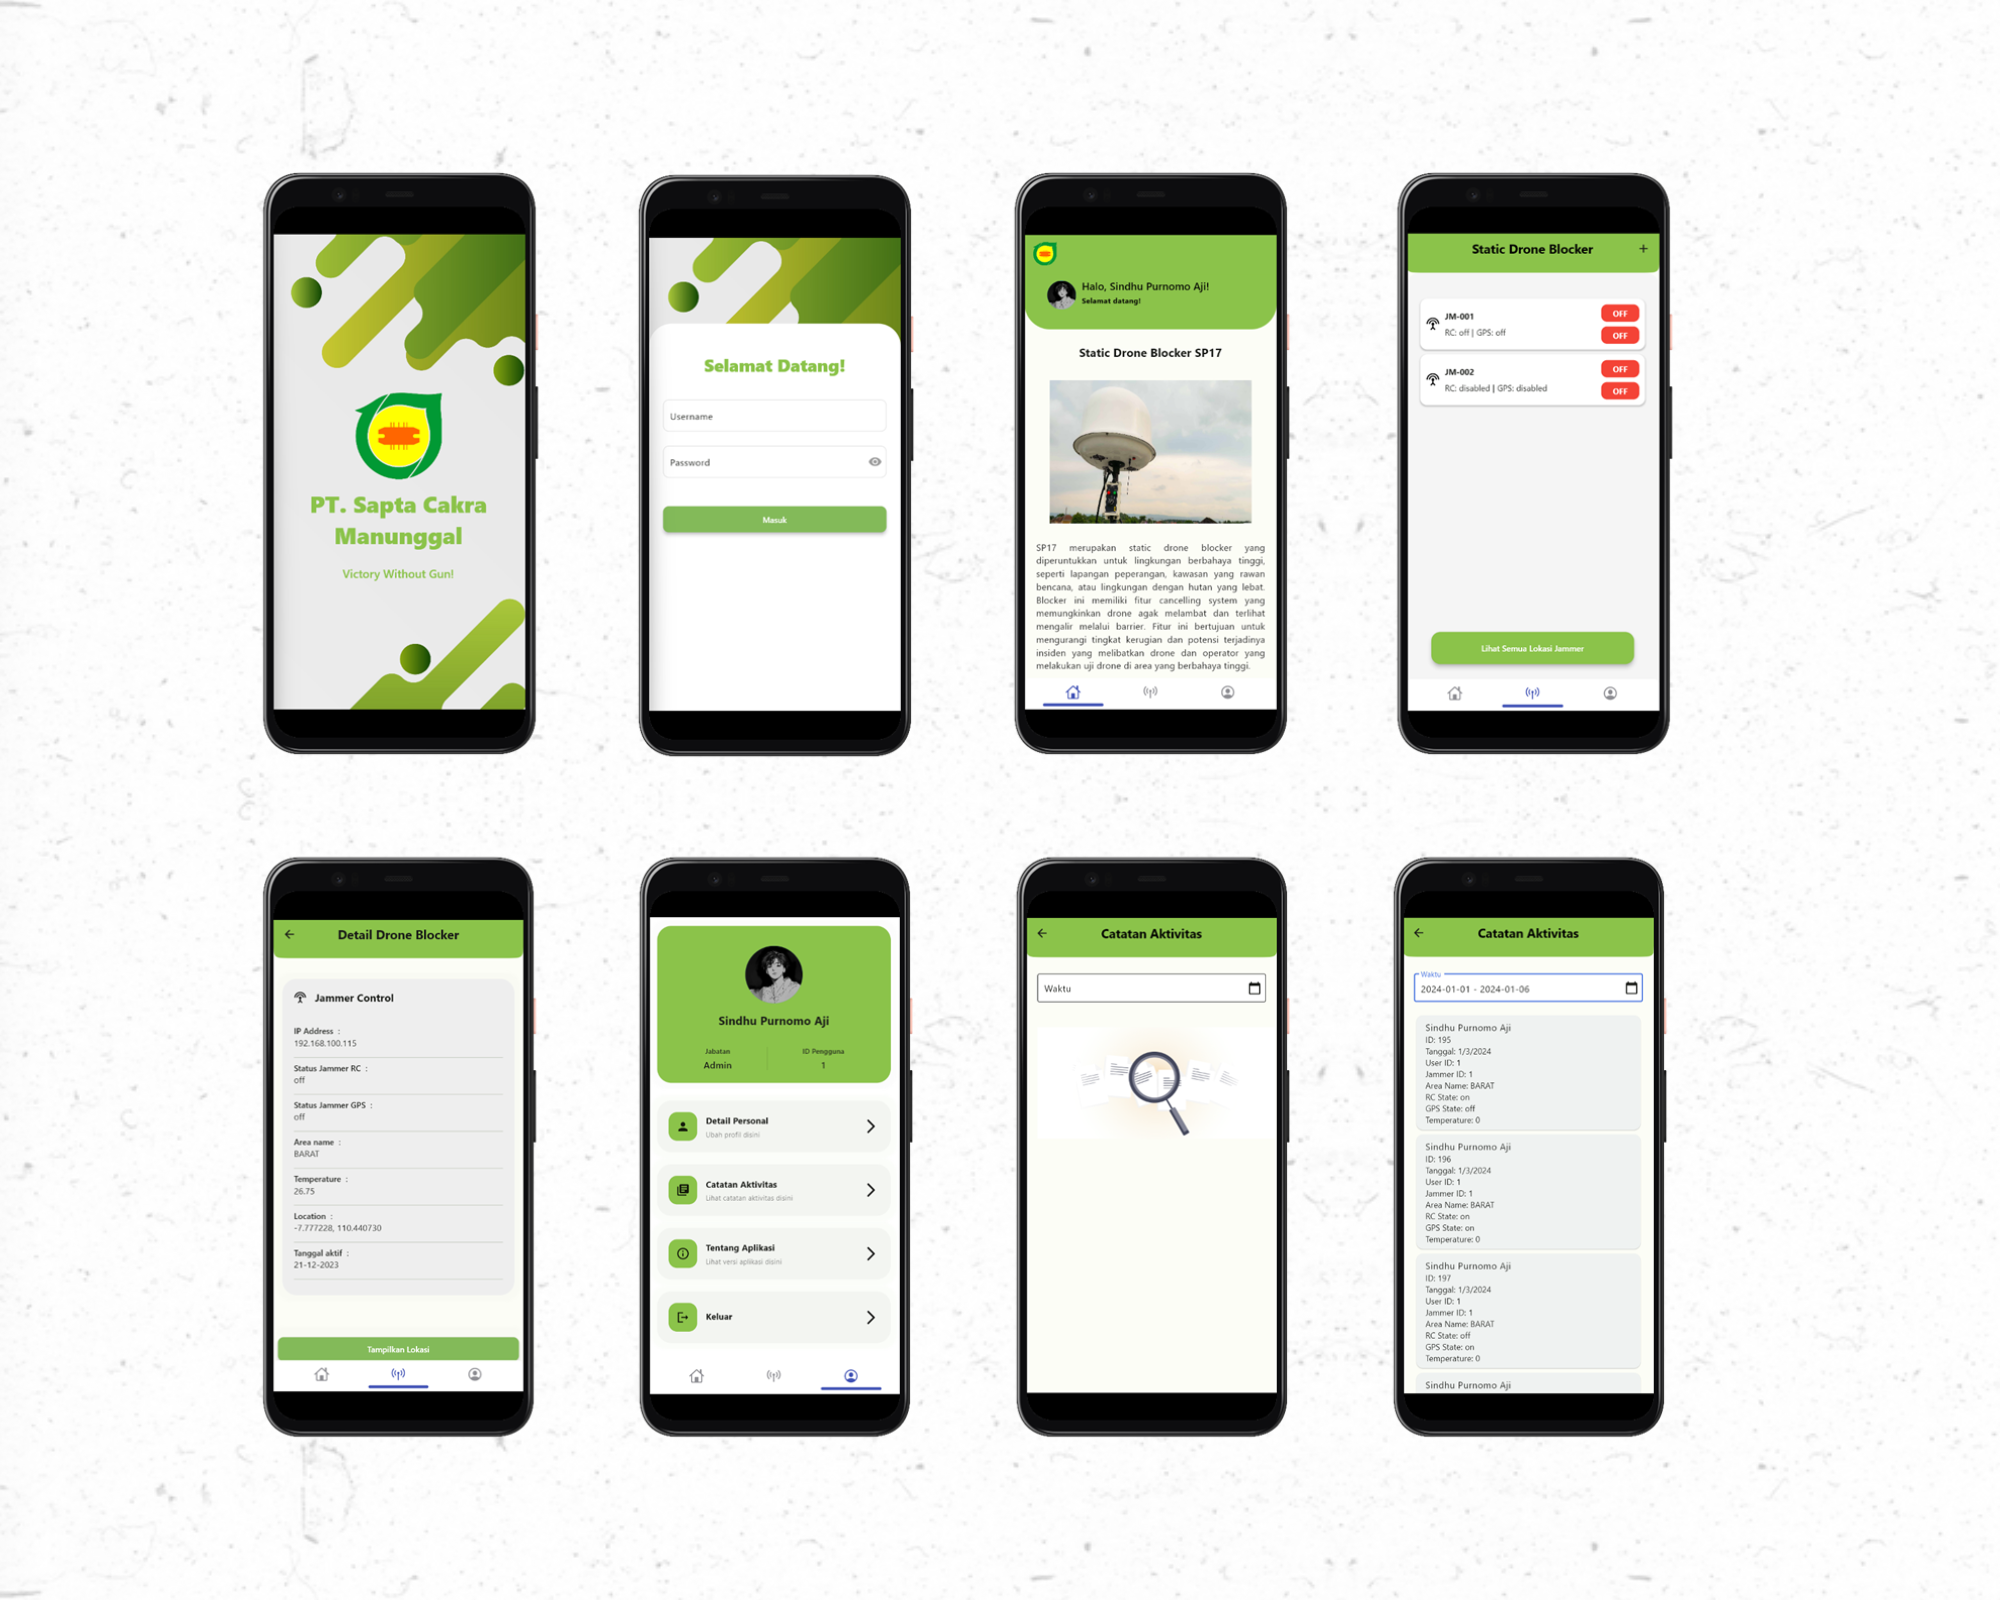 PT. Sapta Cakra
Manunggal
Victory Without Gun!
Selamat Datang!
Username
Password
Masuk
Halo, Sindhu Purnomo Aji!
Selamat datang!
Static Drone Blocker SP17
SP17 merupakan static drone blocker yang
diperuntukkan untuk lingkungan berbahaya tinggi,
seperti lapangan peperangan, kawasan yang rawan
bencana, atau lingkungan dengan hutan yang lebat.
Blocker ini memiliki fitur cancelling system yang
memungkinkan drone agak melambat dan terlihat
mengalir melalui barrier. Fitur ini bertujuan untuk
mengurangi tingkat kerugian dan potensi terjadinya
insiden yang melibatkan drone dan operator yang
melakukan uji drone di area yang berbahaya tinggi.
Static Drone Blocker +
JM-001
RC: off | GPS: off
OFF
OFF
JM-002
RC: disabled | GPS: disabled
OFF
OFF
Lihat Semua Lokasi Jammer
Detail Drone Blocker
Jammer Control
IP Address :
192.168.100.115
Status Jammer RC :
off
Status Jammer GPS :
off
Area name :
BARAT
Temperature :
26.75
Location :
-7.777228, 110.440730
Tanggal aktif :
21-12-2023
Tampilkan Lokasi
Sindhu Purnomo Aji
Jabatan ID Pengguna
Admin 1
Detail Personal
Ubah profil disini
Catatan Aktivitas
Lihat catatan aktivitas disini
Tentang Aplikasi
Lihat versi aplikasi disini
Keluar
Catatan Aktivitas
Waktu
Catatan Aktivitas
Waktu
2024-01-01 - 2024-01-06
Sindhu Purnomo Aji
ID: 195
Tanggal: 1/3/2024
User ID: 1
Jammer ID: 1
Area Name: BARAT
RC State: on
GPS State: off
Temperature: 0
Sindhu Purnomo Aji
ID: 196
Tanggal: 1/3/2024
User ID: 1
Jammer ID: 1
Area Name: BARAT
RC State: on
GPS State: on
Temperature: 0
Sindhu Purnomo Aji
ID: 197
Tanggal: 1/3/2024
User ID: 1
Jammer ID: 1
Area Name: BARAT
RC State: off
GPS State: on
Temperature: 0
Sindhu Purnomo Aji